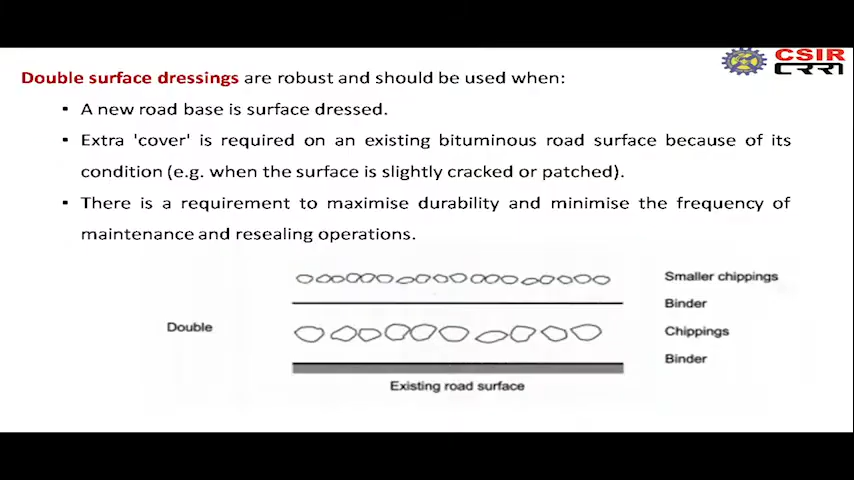 CSIR
Double surface dressings are robust and should be used when:
▪ A new road base is surface dressed.
▪ Extra 'cover' is required on an existing bituminous road surface because of its
condition (e.g. when the surface is slightly cracked or patched).
▪ There is a requirement to maximise durability and minimise the frequency of
maintenance and resealing operations.
Smaller chippings
Binder
Double
Chippings
Binder
Existing road surface